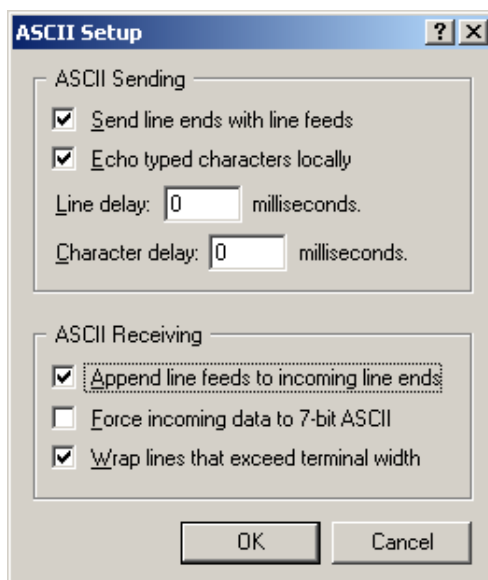 ASCII Setup
ASCII Sending
Send line ends with line feeds
Echo typed characters locally
Line delay: 0 milliseconds.
Character delay: 0 milliseconds.
ASCII Receiving
Append line feeds to incoming line ends
Force incoming data to 7-bit ASCII
Wrap lines that exceed terminal width
OK Cancel